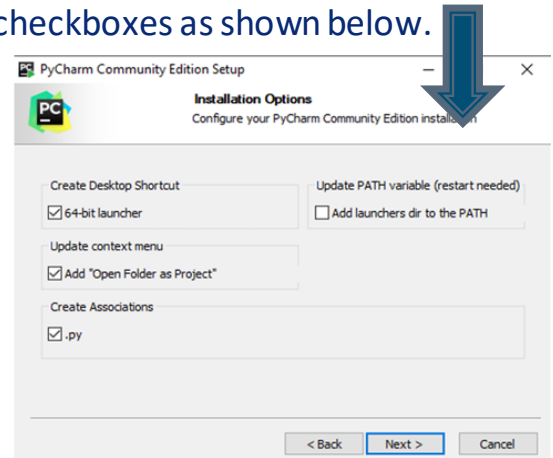 checkboxes as shown below.
PyCharm Community Edition Setup
PC
Installation Options
Configure your PyCharm Community Edition
Create Desktop Shortcut
Update PATH variable (restart needed)
64-bit launcher
Add launchers dir to the PATH
Update context menu
Add "Open Folder as Project"
Create Associations
.py
< Back
Next >
Cancel